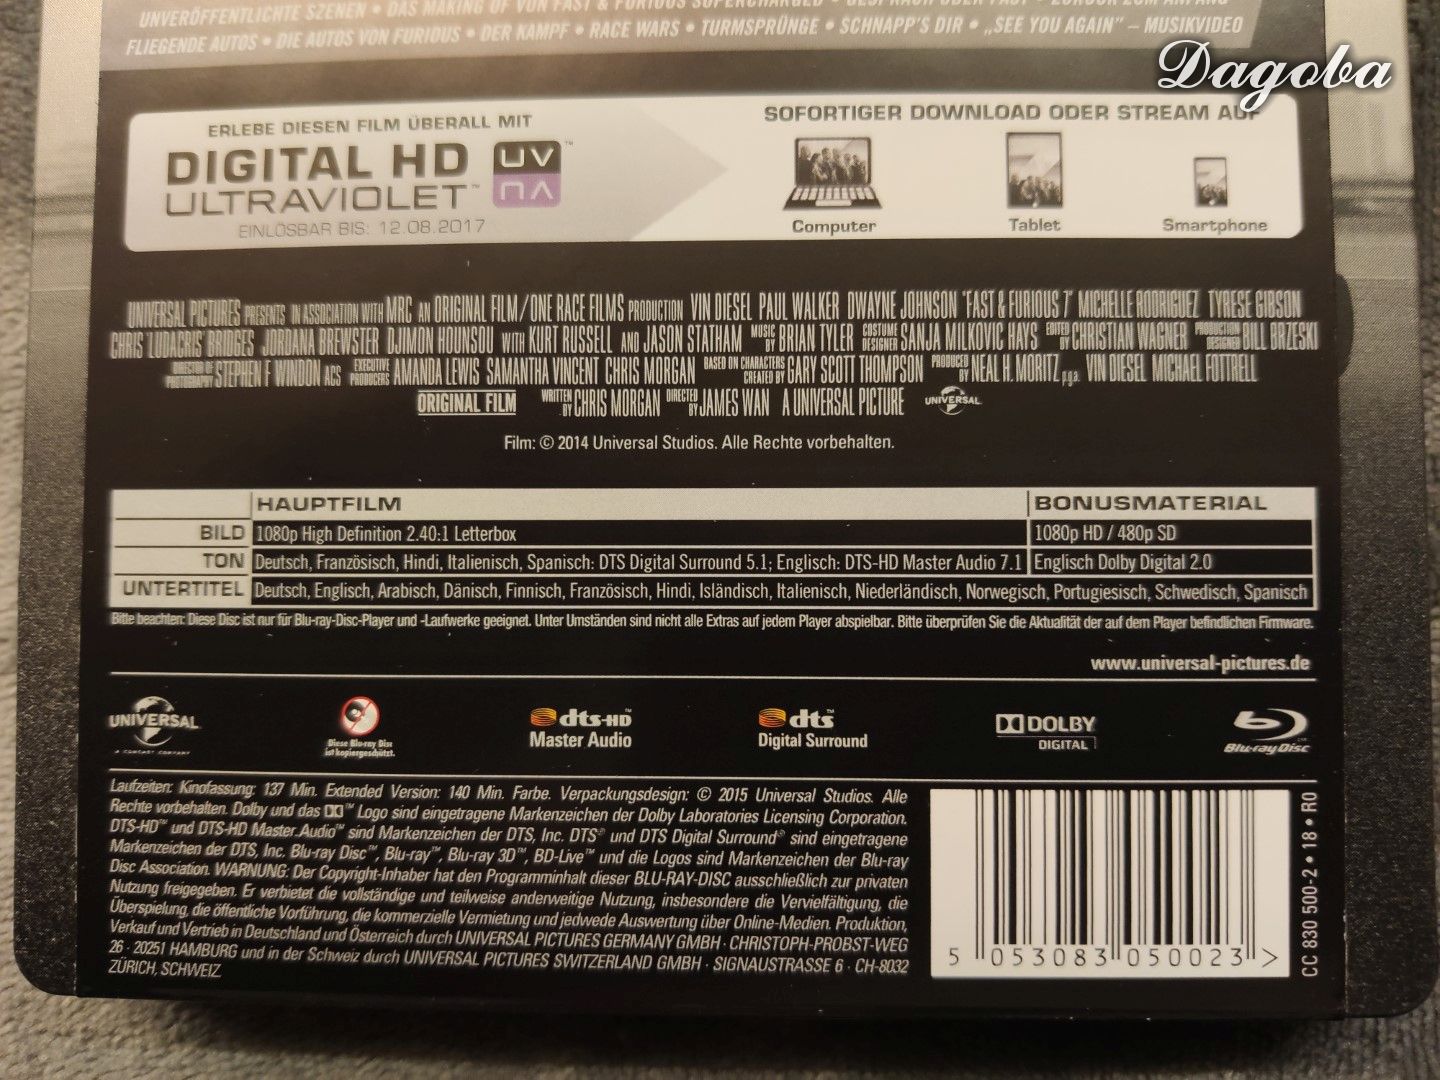 UNVERÖFFENTLICHTE SZENEN • DAS MAKING OF VON FAST & FURIOUS SUPERCHARGED • GESPRÄCH ÜBER FAST • ZURÜCK ZUM ANFANG
FLIEGENDE AUTOS • DIE AUTOS VON FURIOUS • DER KAMPF • RACE WARS • TURMSPRÜNGE • SCHNAPP'S DIR • „SEE YOU AGAIN" – MUSIKVIDEO
Dagoba
ERLEBE DIESEN FILM ÜBERALL MIT
DIGITAL HD
ULTRAVIOLET™
UV™
EINLÖSBAR BIS: 12.08.2017
SOFORTIGER DOWNLOAD ODER STREAM AUF
Computer Tablet Smartphone
UNIVERSAL PICTURES PRESENTS IN ASSOCIATION WITH MRC AN ORIGINAL FILM/ONE RACE FILMS PRODUCTION VIN DIESEL PAUL WALKER DWAYNE JOHNSON "FAST & FURIOUS 7" MICHELLE RODRIGUEZ TYRESE GIBSON
CHRIS LUDACRIS BRIDGES JORDANA BREWSTER DJIMON HOUNSOU WITH KURT RUSSELL AND JASON STATHAM MUSIC BY BRIAN TYLER COSTUME DESIGNER SANJA MILKOVIC HAYS EDITED BY CHRISTIAN WAGNER PRODUCTION DESIGNER BILL BRZESKI
DIRECTOR OF PHOTOGRAPHY STEPHEN F. WINDON ACS EXECUTIVE PRODUCERS AMANDA LEWIS SAMANTHA VINCENT CHRIS MORGAN BASED ON CHARACTERS CREATED BY GARY SCOTT THOMPSON PRODUCED BY NEAL H. MORITZ p.g.a. VIN DIESEL MICHAEL FOTTRELL
ORIGINAL FILM WRITTEN BY CHRIS MORGAN DIRECTED BY JAMES WAN A UNIVERSAL PICTURE UNIVERSAL
Film: © 2014 Universal Studios. Alle Rechte vorbehalten.
HAUPTFILM BONUSMATERIAL
BILD 1080p High Definition 2.40:1 Letterbox 1080p HD / 480p SD
TON Deutsch, Französisch, Hindi, Italienisch, Spanisch: DTS Digital Surround 5.1; Englisch: DTS-HD Master Audio 7.1 Englisch Dolby Digital 2.0
UNTERTITEL Deutsch, Englisch, Arabisch, Dänisch, Finnisch, Französisch, Hindi, Isländisch, Italienisch, Niederländisch, Norwegisch, Portugiesisch, Schwedisch, Spanisch
Bitte beachten: Diese Disc ist nur für Blu-ray-Disc-Player und -Laufwerke geeignet. Unter Umständen sind nicht alle Extras auf jedem Player abspielbar. Bitte überprüfen Sie die Aktualität der auf dem Player befindlichen Firmware.
www.universal-pictures.de
UNIVERSAL
A COMCAST COMPANY
Diese Blu-ray Disc
ist kopiergeschützt.
dts-HD™
Master Audio
dts™
Digital Surround
DOLBY
DIGITAL
Blu-ray Disc™
Laufzeiten: Kinofassung: 137 Min. Extended Version: 140 Min. Farbe. Verpackungsdesign: © 2015 Universal Studios. Alle
Rechte vorbehalten. Dolby und das ™ Logo sind eingetragene Markenzeichen der Dolby Laboratories Licensing Corporation.
DTS-HD™ und DTS-HD Master Audio™ sind Markenzeichen der DTS, Inc. DTS® und DTS Digital Surround® sind eingetragene
Markenzeichen der DTS, Inc. Blu-ray Disc™, Blu-ray™, Blu-ray 3D™, BD-Live™ und die Logos sind Markenzeichen der Blu-ray
Disc Association. WARNUNG: Der Copyright-Inhaber hat den Programminhalt dieser BLU-RAY-DISC ausschließlich zur privaten
Nutzung freigegeben. Er verbietet die vollständige und teilweise anderweitige Nutzung, insbesondere die Vervielfältigung, die
Überspielung, die öffentliche Vorführung, die kommerzielle Vermietung und jedwede Auswertung über Online-Medien. Produktion,
Verkauf und Vertrieb in Deutschland und Österreich durch UNIVERSAL PICTURES GERMANY GMBH · CHRISTOPH-PROBST-WEG
26 · 20251 HAMBURG und in der Schweiz durch UNIVERSAL PICTURES SWITZERLAND GMBH · SIGNAUSTRASSE 6 · CH-8032
ZÜRICH, SCHWEIZ.
5 053083 050023 >
CC 830 500-2 • 18 • R0